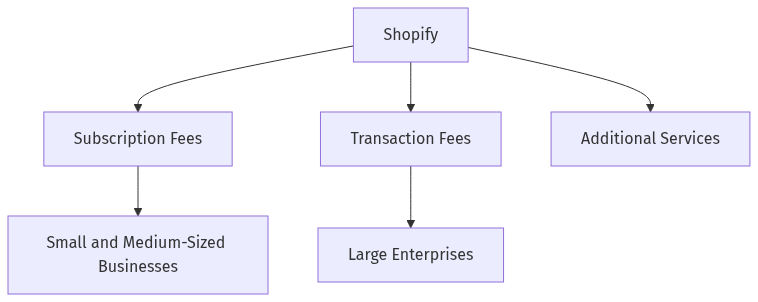 Shopify
Subscription Fees
Transaction Fees
Additional Services
Small and Medium-Sized
Businesses
Large Enterprises